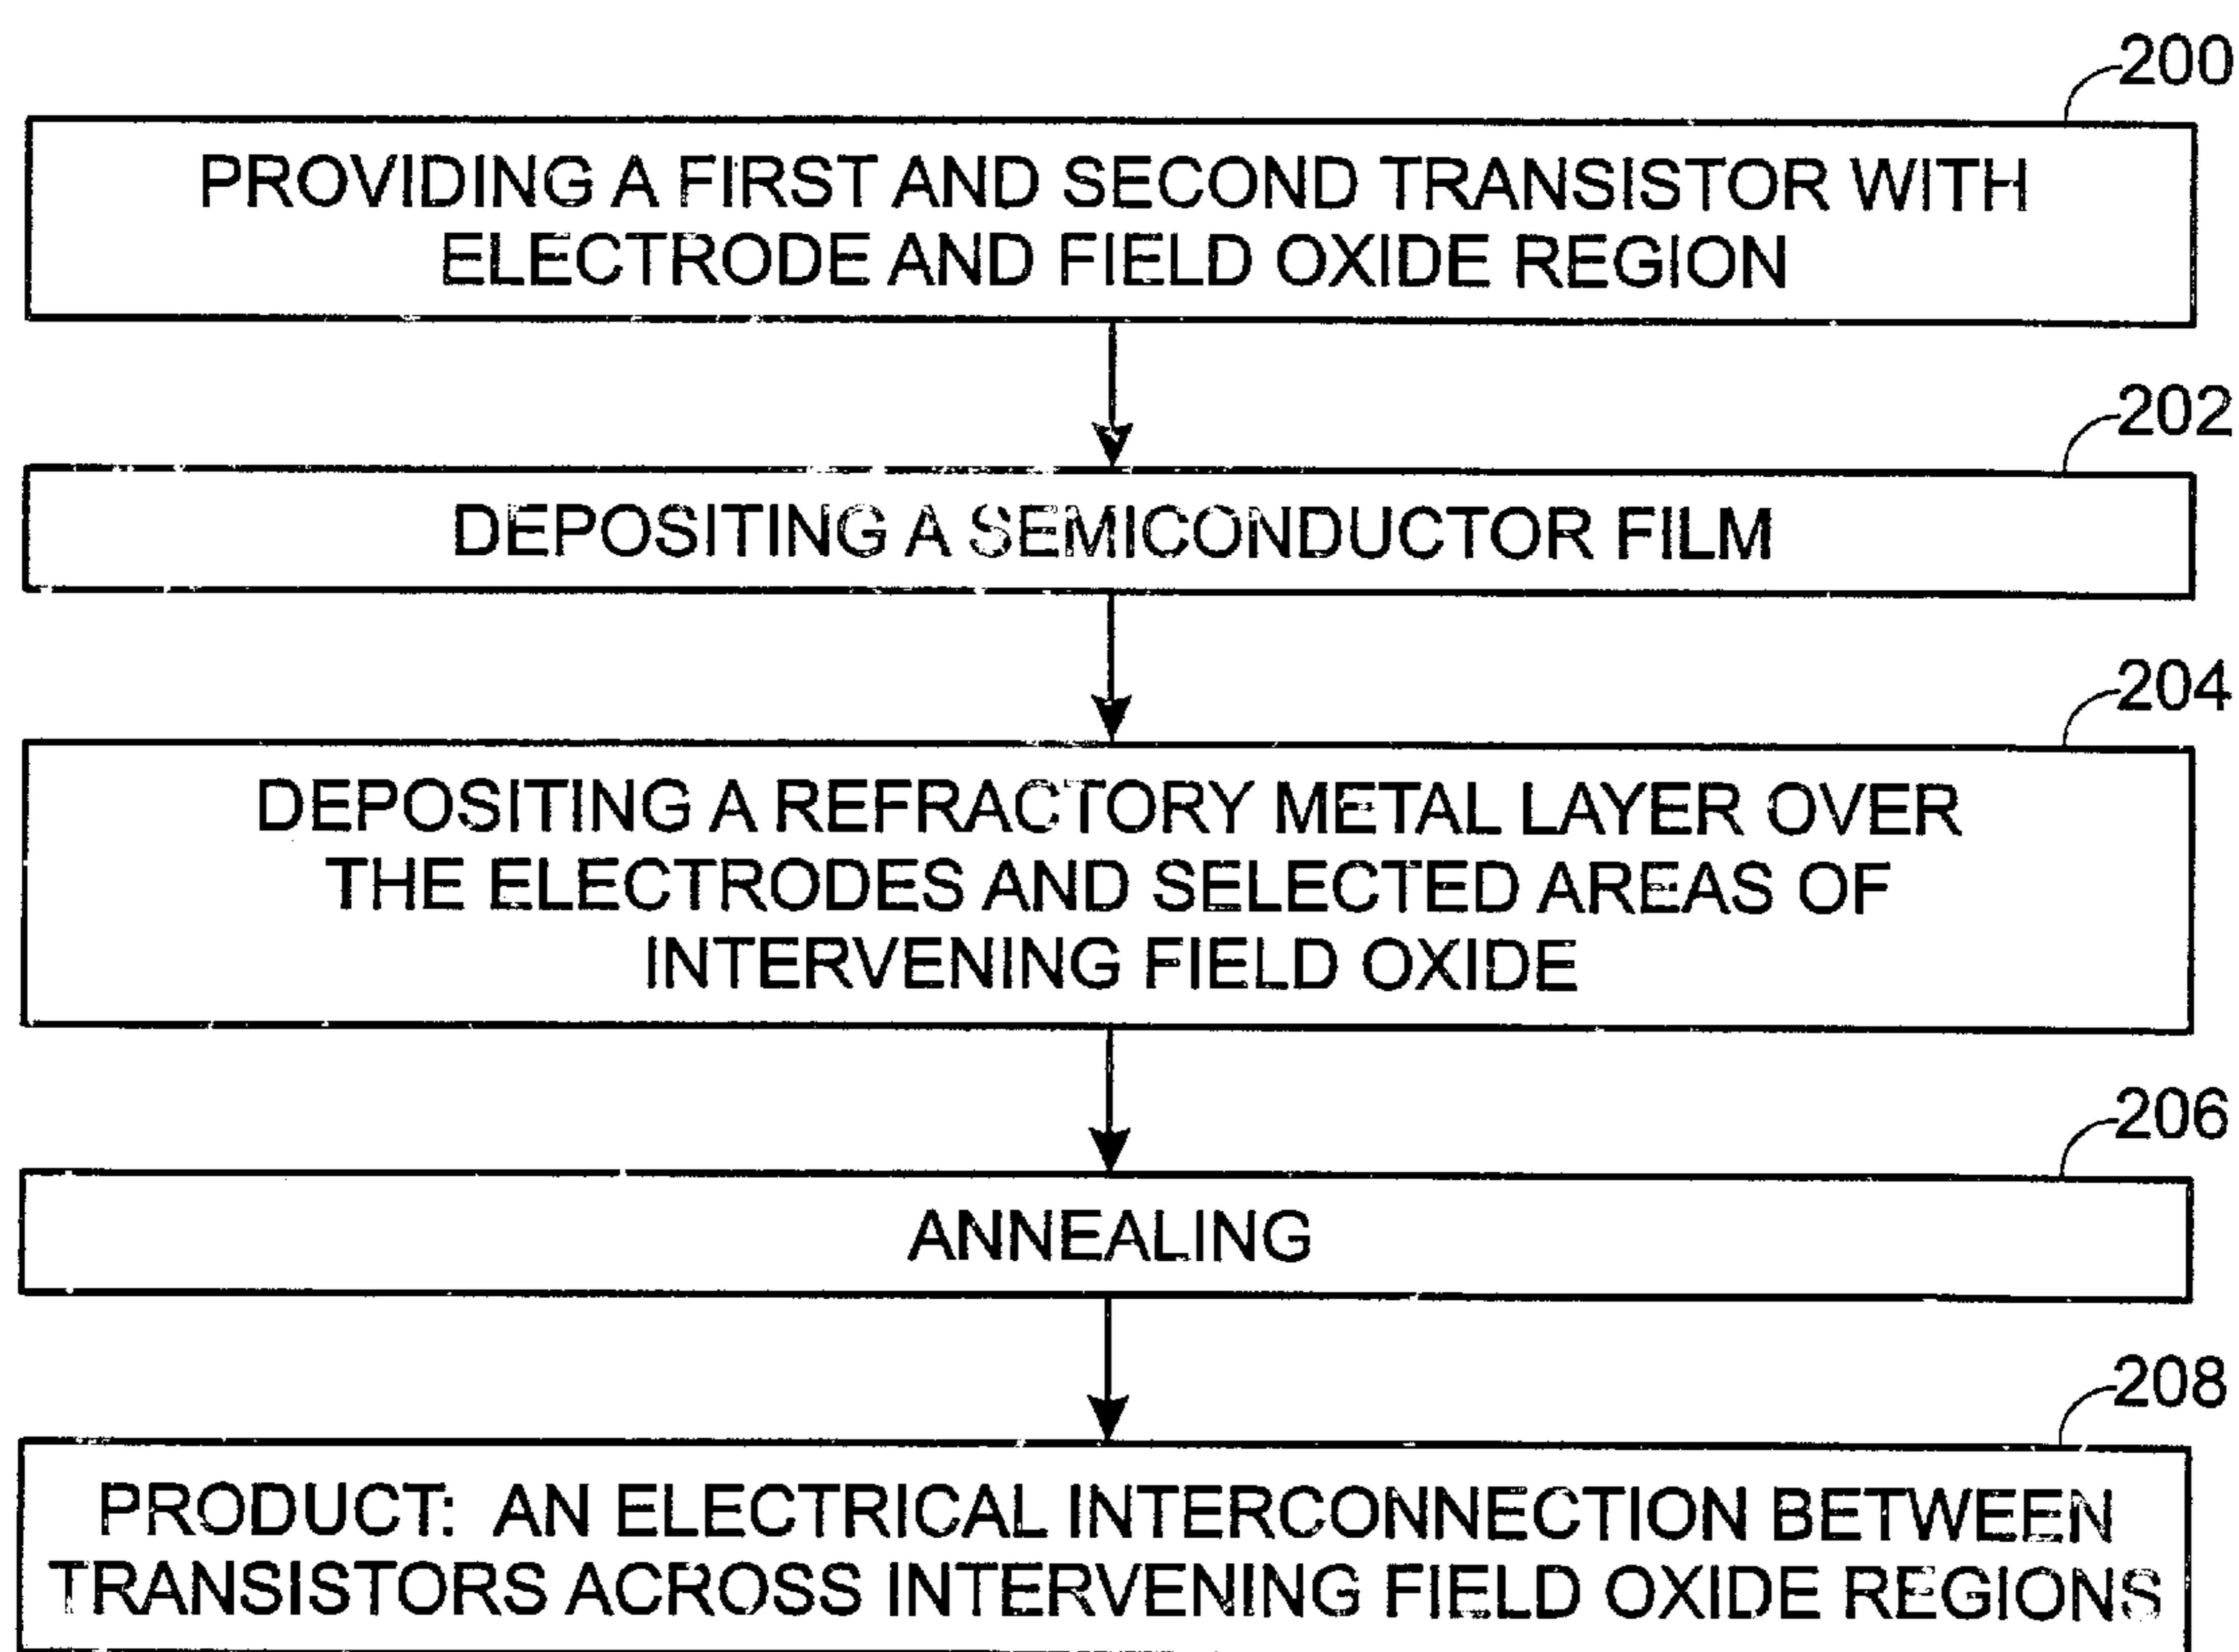 200
PROVIDING A FIRST AND SECOND TRANSISTOR WITH
ELECTRODE AND FIELD OXIDE REGION
202
DEPOSITING A SEMICONDUCTOR FILM
204
DEPOSITING A REFRACTORY METAL LAYER OVER
THE ELECTRODES AND SELECTED AREAS OF
INTERVENING FIELD OXIDE
206
ANNEALING
208
PRODUCT: AN ELECTRICAL INTERCONNECTION BETWEEN
TRANSISTORS ACROSS INTERVENING FIELD OXIDE REGIONS